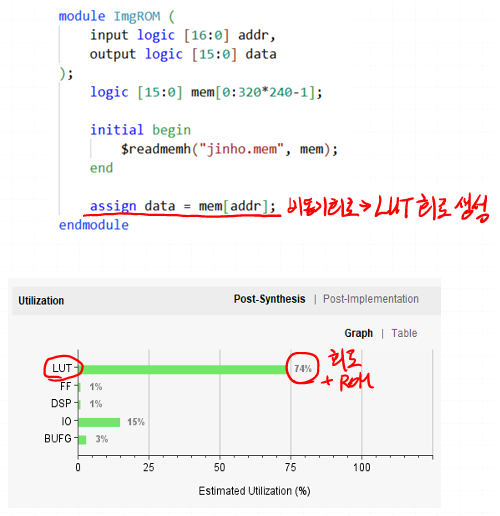 module ImgROM (
input logic [16:0] addr,
output logic [15:0] data
);
logic [15:0] mem[0:320*240-1];
initial begin
$readmemh("jinho.mem", mem);
end
assign data = mem[addr]; 비동기회로→LUT 회로 생성
endmodule
Utilization Post-Synthesis | Post-Implementation
Graph | Table
LUT 74% 회로
+ ROM
FF 1%
DSP 1%
IO 15%
BUFG 3%
0 25 50 75 100
Estimated Utilization (%)